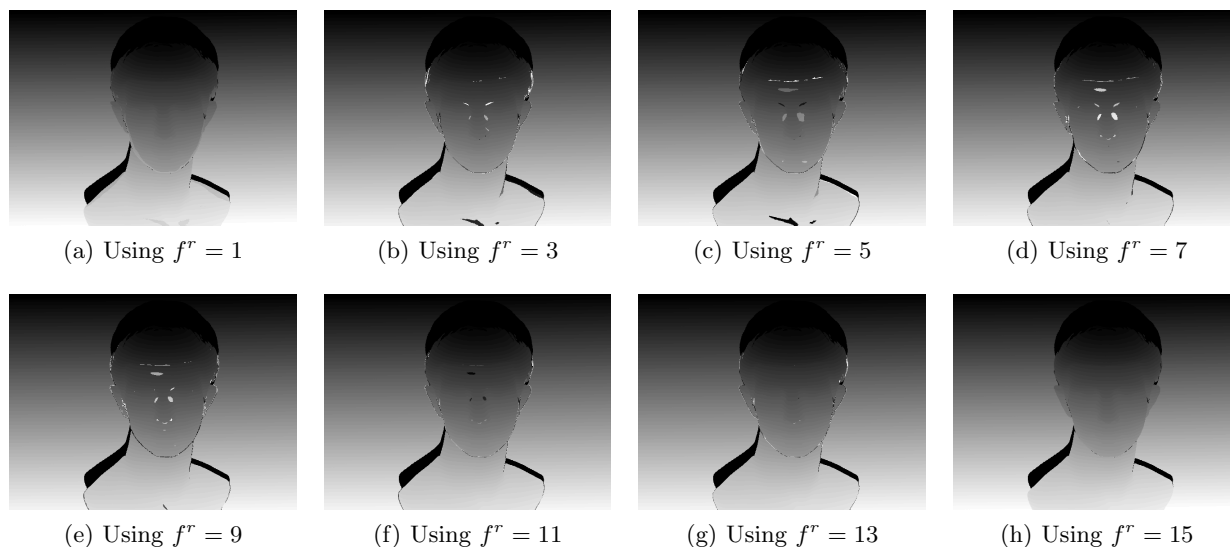 (a) Using f^r = 1
(b) Using f^r = 3
(c) Using f^r = 5
(d) Using f^r = 7
(e) Using f^r = 9
(f) Using f^r = 11
(g) Using f^r = 13
(h) Using f^r = 15